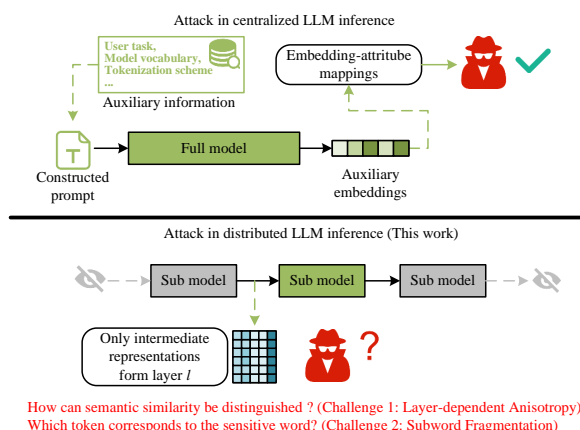 Attack in centralized LLM inference
User task,
Model vocabulary,
Tokenization scheme
...
Auxiliary information
Embedding-attritube
mappings
T
Full model
Constructed
prompt
Auxiliary
embeddings
Attack in distributed LLM inference (This work)
Sub model
Sub model
Sub model
Only intermediate
representations
form layer l
?
How can semantic similarity be distinguished ? (Challenge 1: Layer-dependent Anisotropy)
Which token corresponds to the sensitive word? (Challenge 2: Subword Fragmentation)